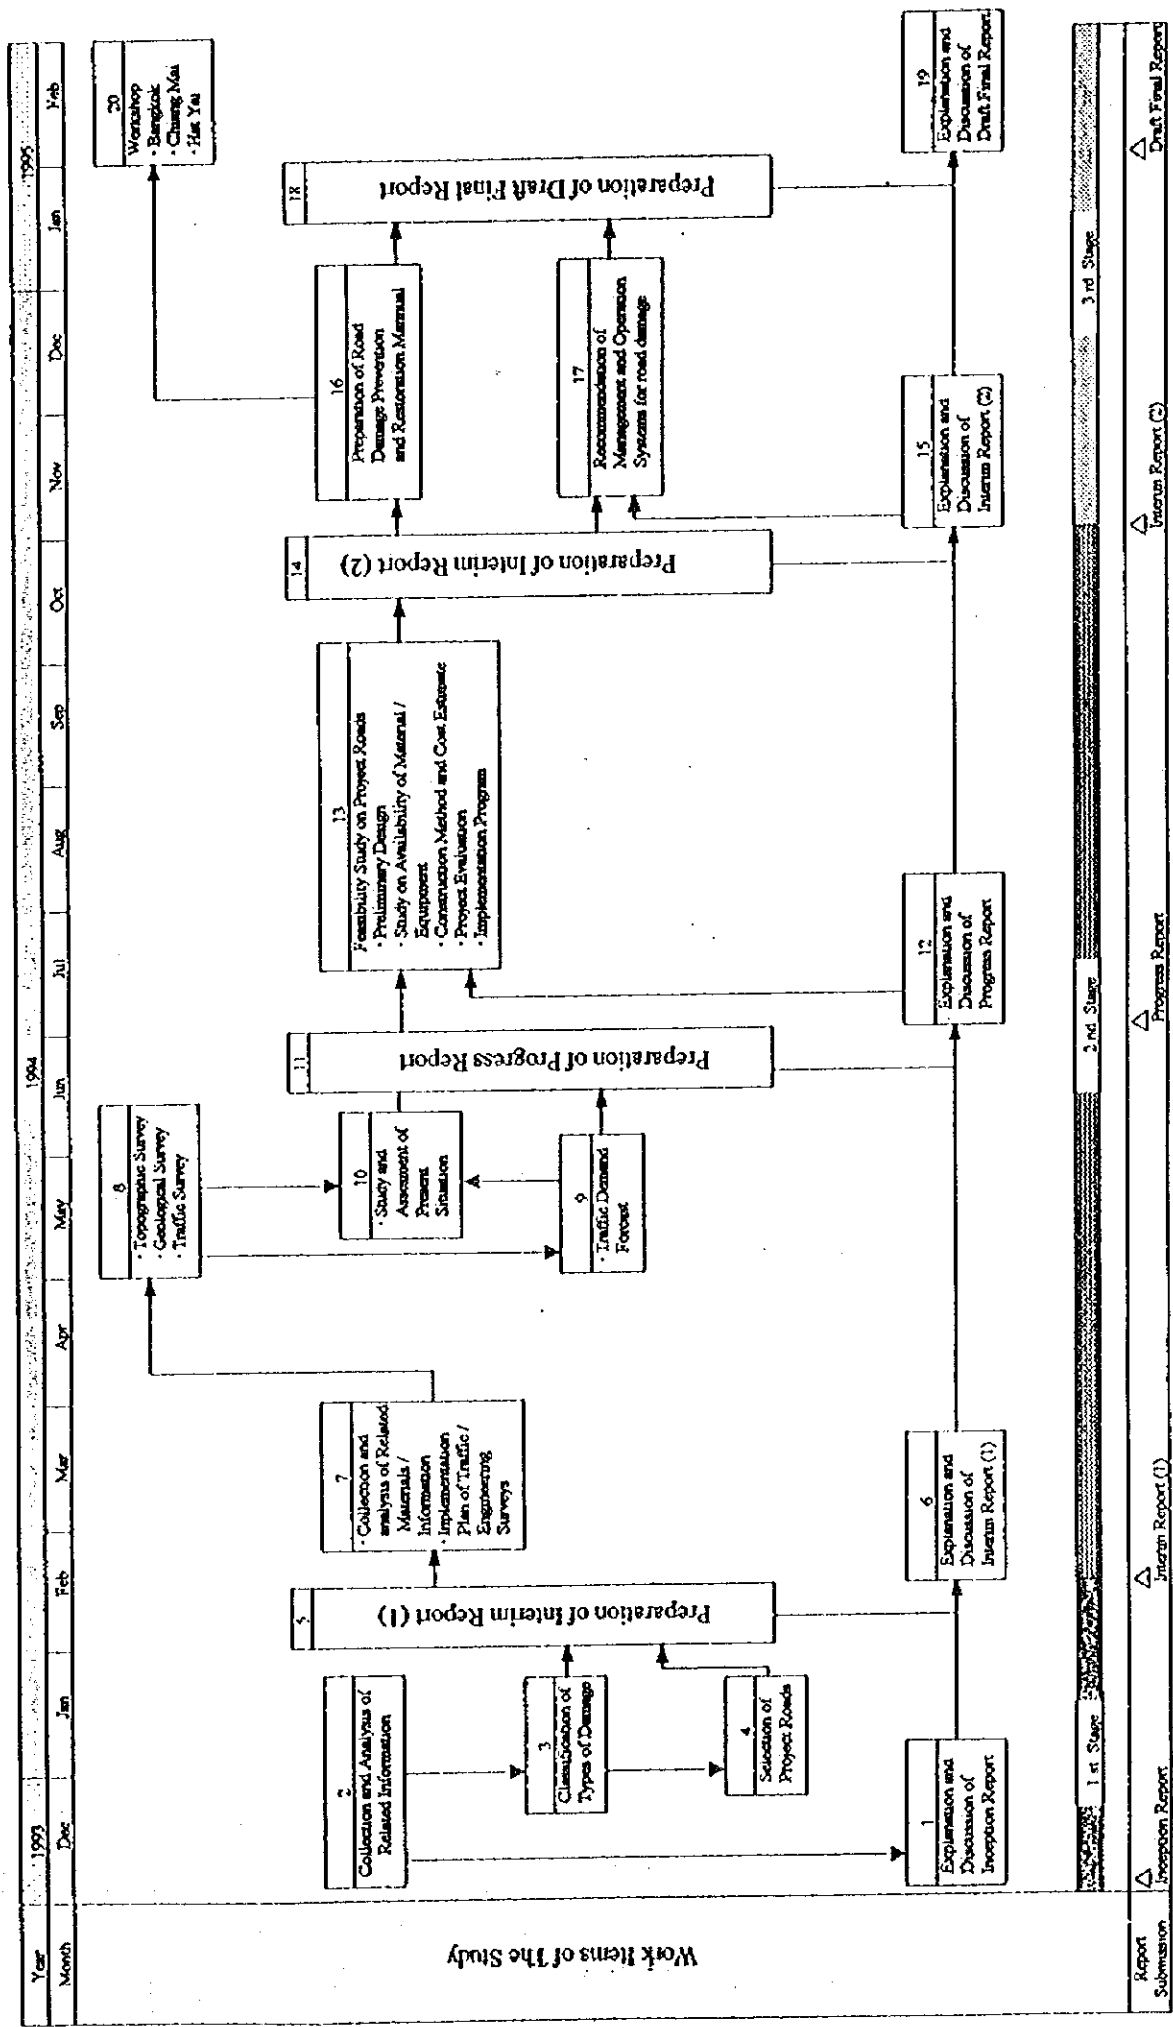 Year
1993
1994
1995
Month
Dec
Jan
Feb
Mar
Apr
May
Jun
Jul
Aug
Sep
Oct
Nov
Dec
Jan
Feb
Work Items of The Study
1
Explanation and
Discussion of
Inception Report
2
Collection and Analysis of
Related Information
3
Classification of
Types of Damage
4
Selection of
Project Roads
5
Preparation of Interim Report (1)
6
Explanation and
Discussion of
Interim Report (1)
7
· Collection and
analysis of Related
Materials /
Information
· Implementation
Plan of Traffic /
Engineering
Surveys
8
· Topographic Survey
· Geological Survey
· Traffic Survey
9
· Traffic Demand
Forcast
10
· Study and
Assesment of
Present
Situation
11
Preparation of Progress Report
12
Explanation and
Discussion of
Progress Report
13
Feasibility Study on Project Roads
· Preliminary Design
· Study on Availability of Material /
Equipment
· Construction Method and Cost Estimate
· Project Evaluation
· Implementation Program
14
Preparation of Interim Report (2)
15
Explanation and
Discussion of
Interim Report (2)
16
Preparation of Road
Damage Prevention
and Restoration Mannual
17
Recommendation of
Management and Operation
Systems for road damage
18
Preparation of Draft Final Report
19
Explanation and
Discussion of
Draft Final Report
20
Workshop
· Bangkok
· Chiang Mai
· Hat Yai
1 st Stage
2 nd Stage
3 rd Stage
Report
Submission
Inception Report
Interim Report (1)
Progress Report
Interim Report (2)
Draft Final Report